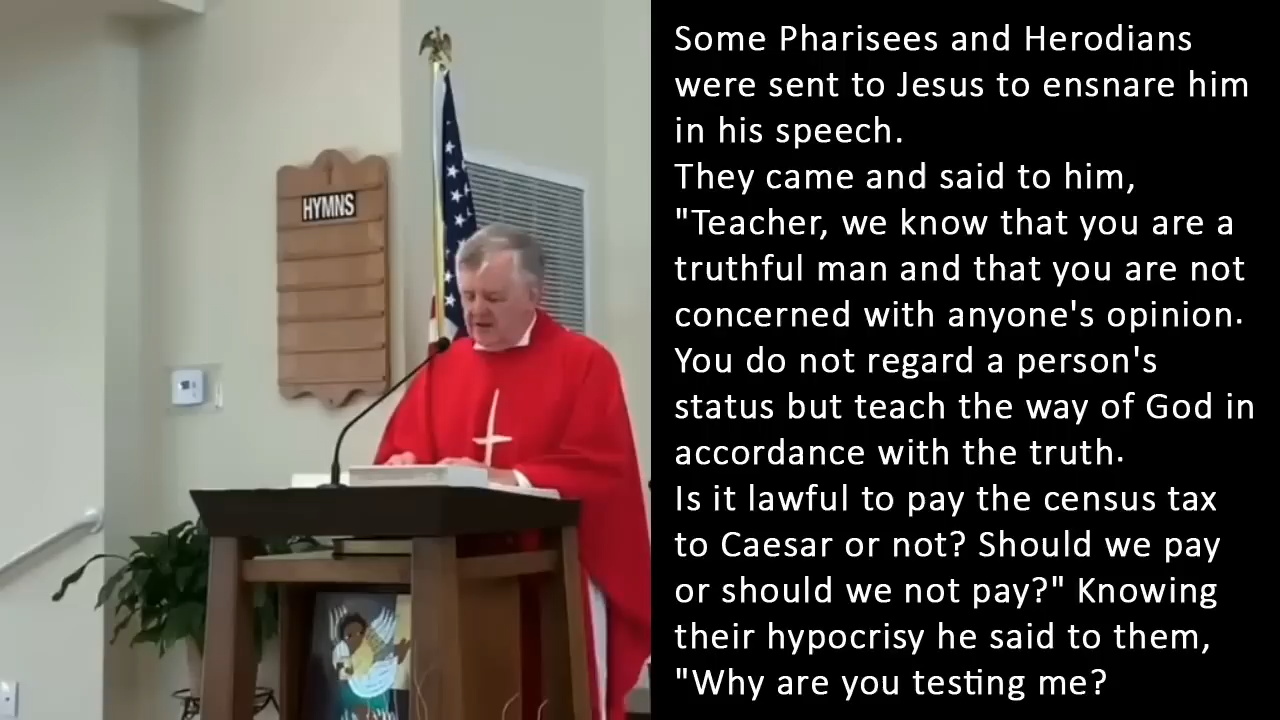 HYMNS
Some Pharisees and Herodians
were sent to Jesus to ensnare him
in his speech.
They came and said to him,
"Teacher, we know that you are a
truthful man and that you are not
concerned with anyone's opinion.
You do not regard a person's
status but teach the way of God in
accordance with the truth.
Is it lawful to pay the census tax
to Caesar or not? Should we pay
or should we not pay?" Knowing
their hypocrisy he said to them,
"Why are you testing me?